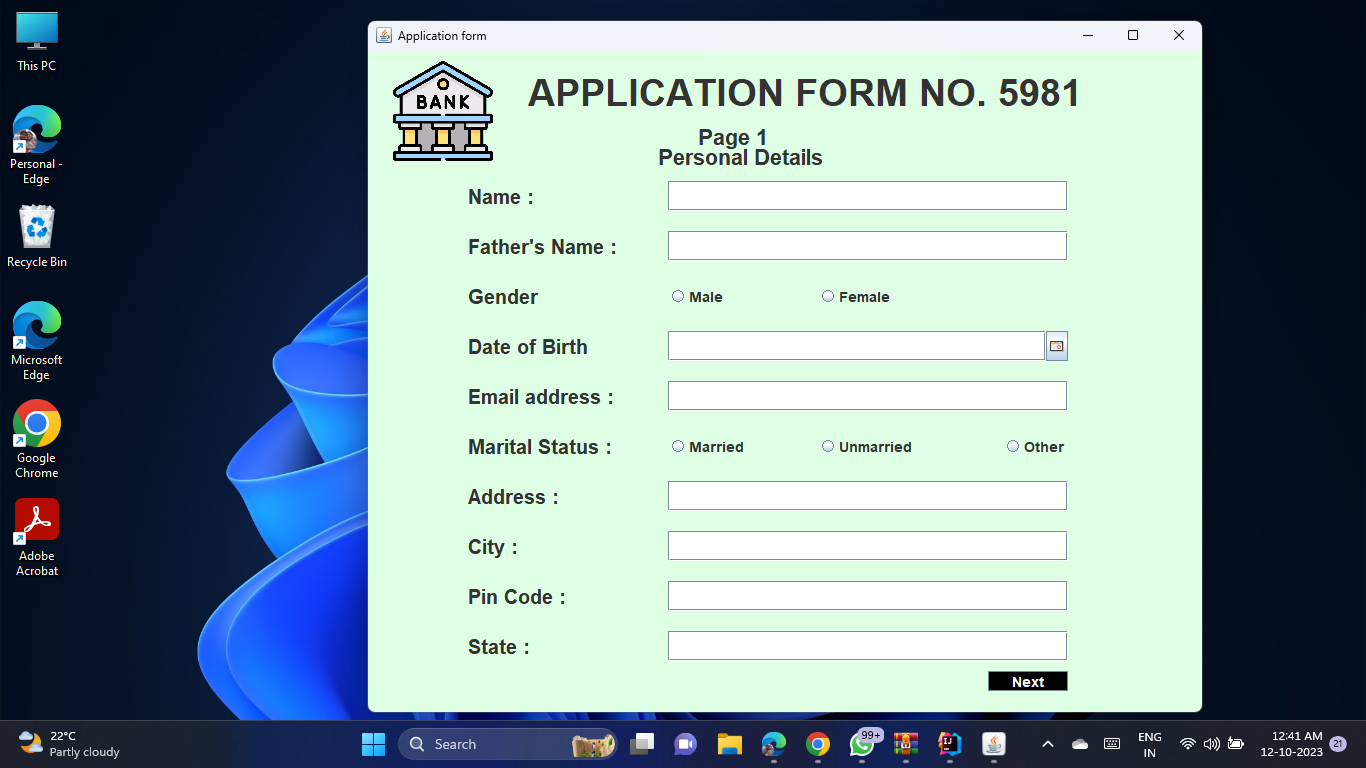 This PC
Personal -
Edge
Recycle Bin
Microsoft
Edge
Google
Chrome
Adobe
Acrobat
Application form
BANK
APPLICATION FORM NO. 5981
Page 1
Personal Details
Name :
Father's Name :
Gender Male Female
Date of Birth
Email address :
Marital Status : Married Unmarried Other
Address :
City :
Pin Code :
State :
Next
22°C
Partly cloudy
Search
99+
ENG
IN
12:41 AM
12-10-2023
21